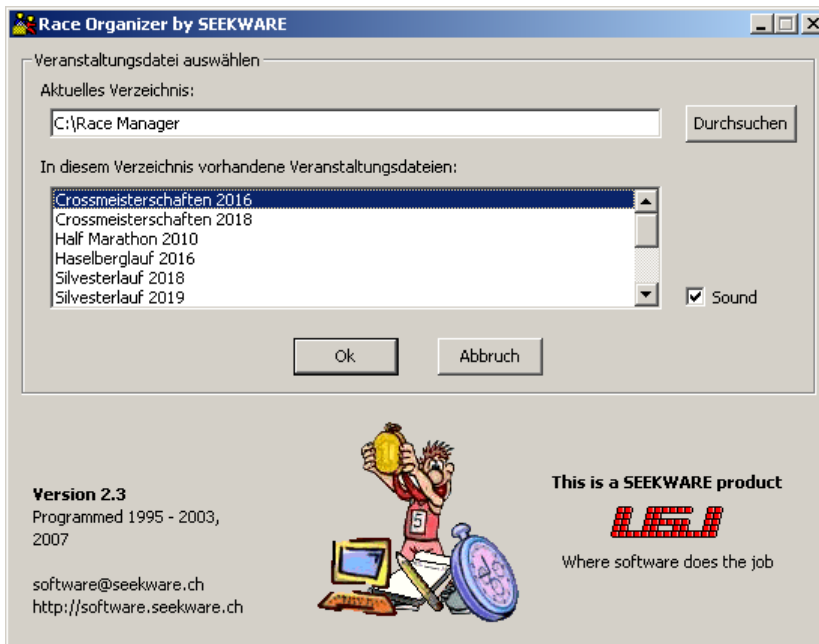 Race Organizer by SEEKWARE
Veranstaltungsdatei auswählen
Aktuelles Verzeichnis:
C:\Race Manager
Durchsuchen
In diesem Verzeichnis vorhandene Veranstaltungsdateien:
Crossmeisterschaften 2016
Crossmeisterschaften 2018
Half Marathon 2010
Haselberglauf 2016
Silvesterlauf 2018
Silvesterlauf 2019
Sound
Ok
Abbruch
5
Version 2.3
Programmed 1995 - 2003,
2007
software@seekware.ch
http://software.seekware.ch
This is a SEEKWARE product
Where software does the job